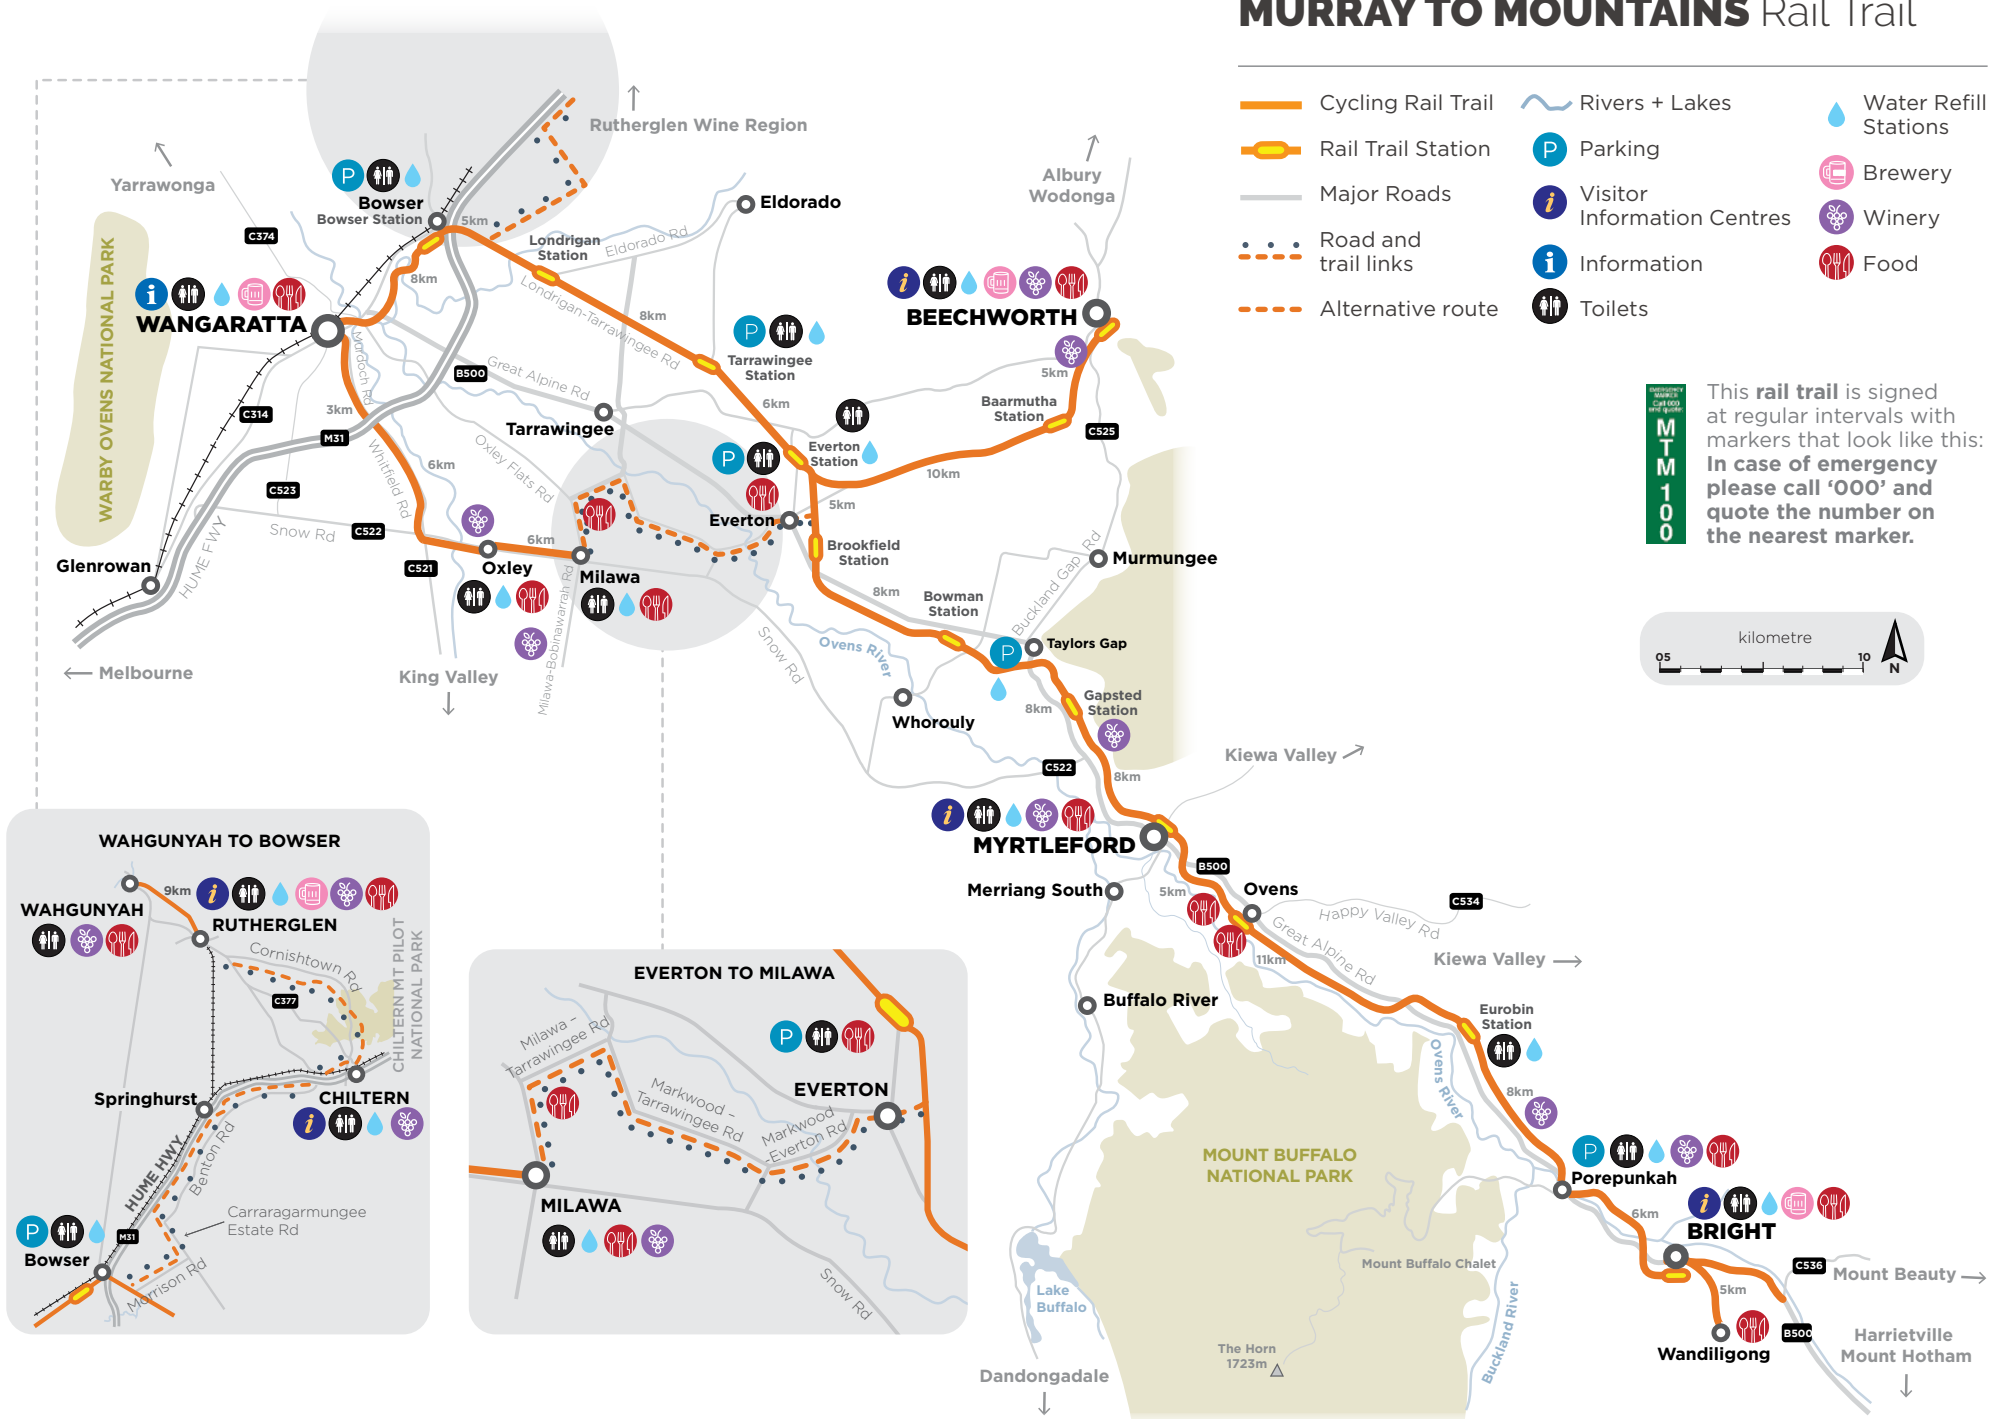 MURRAY TO MOUNTAINS Rail Trail
Cycling Rail Trail
Rail Trail Station
Major Roads
Road and
trail links
Alternative route
Rivers + Lakes
P Parking
i Visitor
Information Centres
i Information
Toilets
Water Refill
Stations
Brewery
Winery
Food
EMERGENCY
MARKER
Call 000
and quote:
M
T
M
1
0
0
This rail trail is signed
at regular intervals with
markers that look like this:
In case of emergency
please call ‘000’ and
quote the number on
the nearest marker.
kilometre
05
10
N
Rutherglen Wine Region
Yarrawonga
Albury
Wodonga
P
Bowser
Bowser Station
5km
Eldorado
Londrigan
Station
Eldorado Rd
C374
8km
WARBY OVENS NATIONAL PARK
i
WANGARATTA
Londrigan-Tarrawingee Rd
8km
P
Tarrawingee
Station
i
BEECHWORTH
5km
Murdoch Rd
B500
Great Alpine Rd
6km
Baarmutha
Station
C525
C314
3km
M31
Tarrawingee
Everton
Station
P
10km
Whitfield Rd
6km
Oxley Flats Rd
5km
Everton
C523
Snow Rd
C522
HUME FWY
6km
Brookfield
Station
Glenrowan
C521
Oxley
Milawa
Milawa-Bobinawarrah Rd
8km
Bowman
Station
Buckland Gap Rd
Murmungee
P
Taylors Gap
Melbourne
King Valley
Snow Rd
Ovens River
Whorouly
Gapsted
Station
8km
C522
8km
Kiewa Valley
i
MYRTLEFORD
B500
Merriang South
5km
Ovens
C534
Happy Valley Rd
Great Alpine Rd
11km
Kiewa Valley
Buffalo River
Eurobin
Station
Ovens River
8km
MOUNT BUFFALO
NATIONAL PARK
P
Porepunkah
i
BRIGHT
6km
Mount Buffalo Chalet
C536
Mount Beauty
5km
B500
Harrietville
Mount Hotham
Wandiligong
Buckland River
The Horn
1723m
Lake
Buffalo
Dandongadale
WAHGUNYAH TO BOWSER
9km
i
WAHGUNYAH
RUTHERGLEN
Cornishtown Rd
C377
CHILTERN MT PILOT
NATIONAL PARK
Springhurst
CHILTERN
i
HUME HWY
Benton Rd
Carraragarmungee
Estate Rd
P
M31
Bowser
Morrison Rd
EVERTON TO MILAWA
Milawa –
Tarrawingee Rd
P
EVERTON
Markwood –
Tarrawingee Rd
Markwood
-Everton Rd
MILAWA
Snow Rd